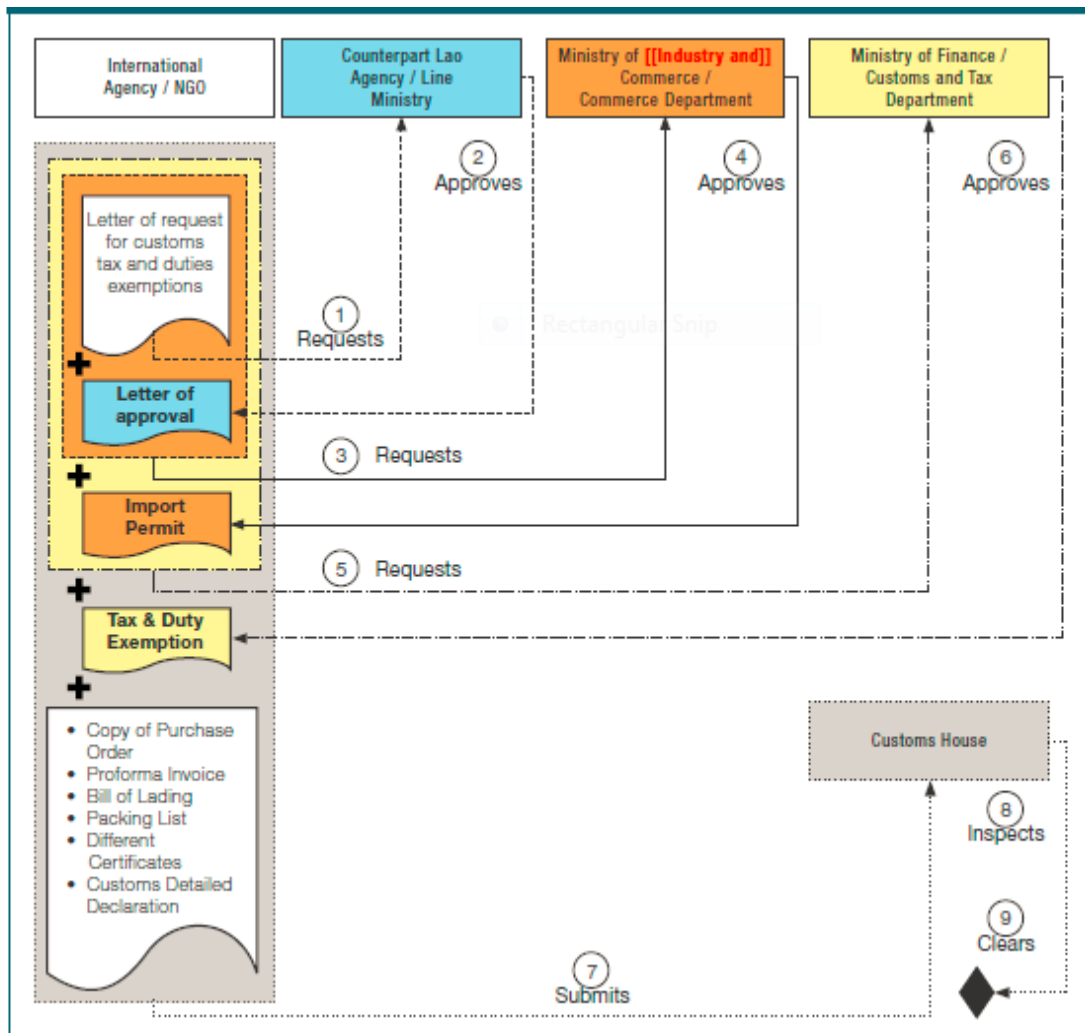 International
Agency / NGO
Counterpart Lao
Agency / Line
Ministry
Ministry of [[Industry and]]
Commerce /
Commerce Department
Ministry of Finance /
Customs and Tax
Department
2
Approves
4
Approves
6
Approves
Letter of request
for customs
tax and duties
exemptions
1
Requests
Rectangular Snip
Letter of
approval
3 Requests
Import
Permit
5 Requests
Tax & Duty
Exemption
• Copy of Purchase
Order
• Proforma Invoice
• Bill of Lading
• Packing List
• Different
Certificates
• Customs Detailed
Declaration
Customs House
8
Inspects
9
Clears
7
Submits